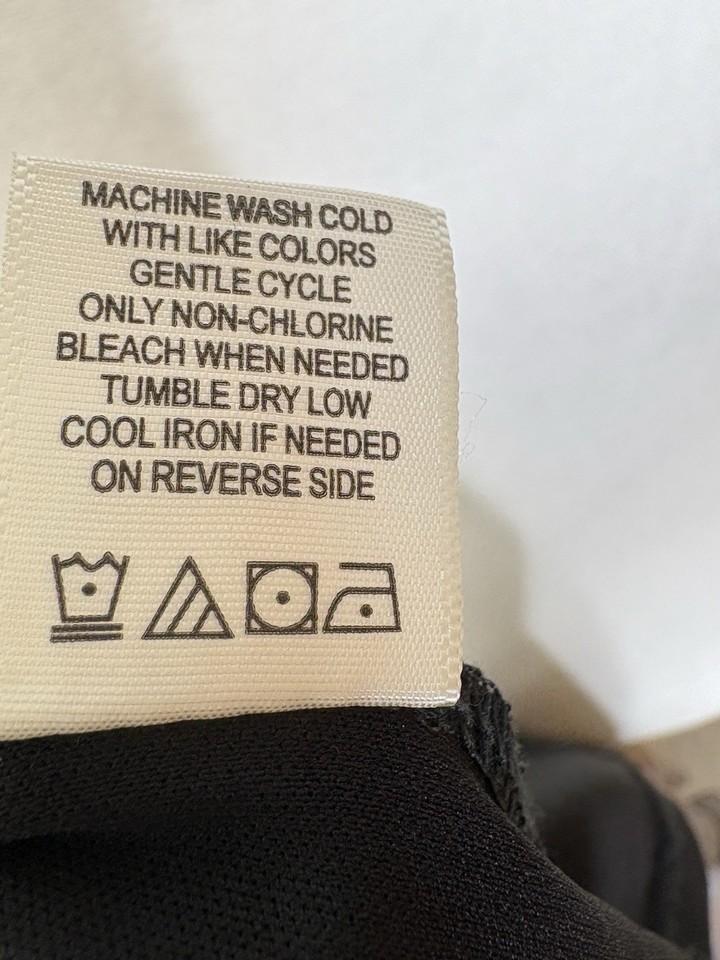 MACHINE WASH COLD
WITH LIKE COLORS
GENTLE CYCLE
ONLY NON-CHLORINE
BLEACH WHEN NEEDED
TUMBLE DRY LOW
COOL IRON IF NEEDED
ON REVERSE SIDE